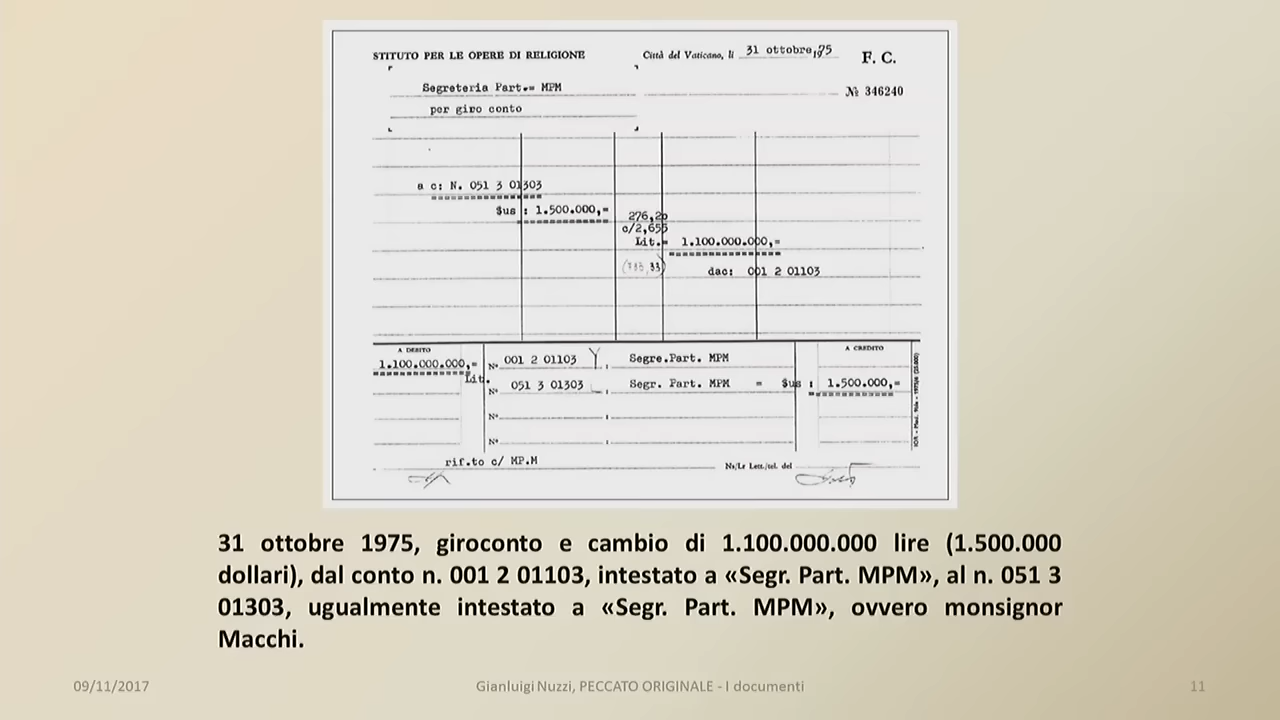 STITUTO PER LE OPERE DI RELIGIONE
Città del Vaticano, li 31 ottobre, 75
F. C.
Segreteria Part.= MPM
№ 346240
per giro conto
a c: N. 051 3 01303
$us : 1.500.000,=
276,20
c/2,655
Lit.= 1.100.000.000,=
dac: 001 2 01103
A DEBITO
A CREDITO
1.100.000.000,=
Lit.
Nº 001 2 01103 Segre.Part. MPM
Nº 051 3 01303 Segr. Part. MPM = $us : 1.500.000,=
Nº
Nº
rif.to c/ MP.M
Ns/Lr Lett./tel. del
31 ottobre 1975, giroconto e cambio di 1.100.000.000 lire (1.500.000
dollari), dal conto n. 001 2 01103, intestato a «Segr. Part. MPM», al n. 051 3
01303, ugualmente intestato a «Segr. Part. MPM», ovvero monsignor
Macchi.
09/11/2017
Gianluigi Nuzzi, PECCATO ORIGINALE - I documenti
11